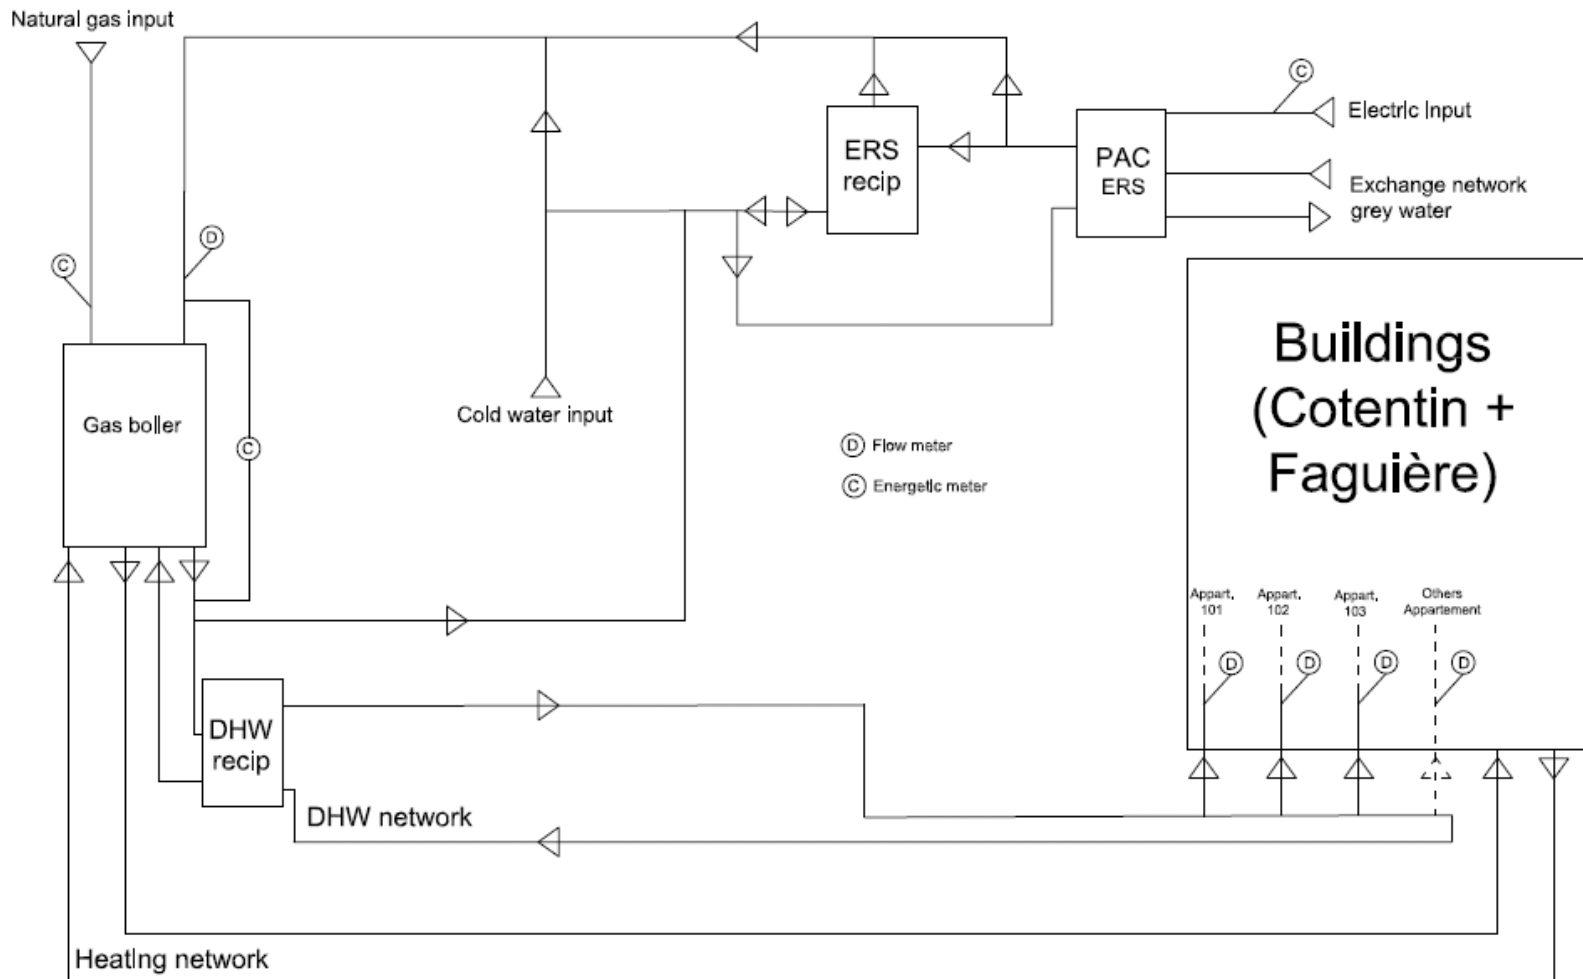 Natural gas input
C
Electric input
ERS
recip
PAC
ERS
Exchange network
grey water
D
C
Buildings
(Cotentin +
Faguière)
Gas boiler
Cold water input
C
D Flow meter
C Energetic meter
Appart.
101
Appart.
102
Appart.
103
Others
Appartement
D
D
D
D
DHW
recip
DHW network
Heating network